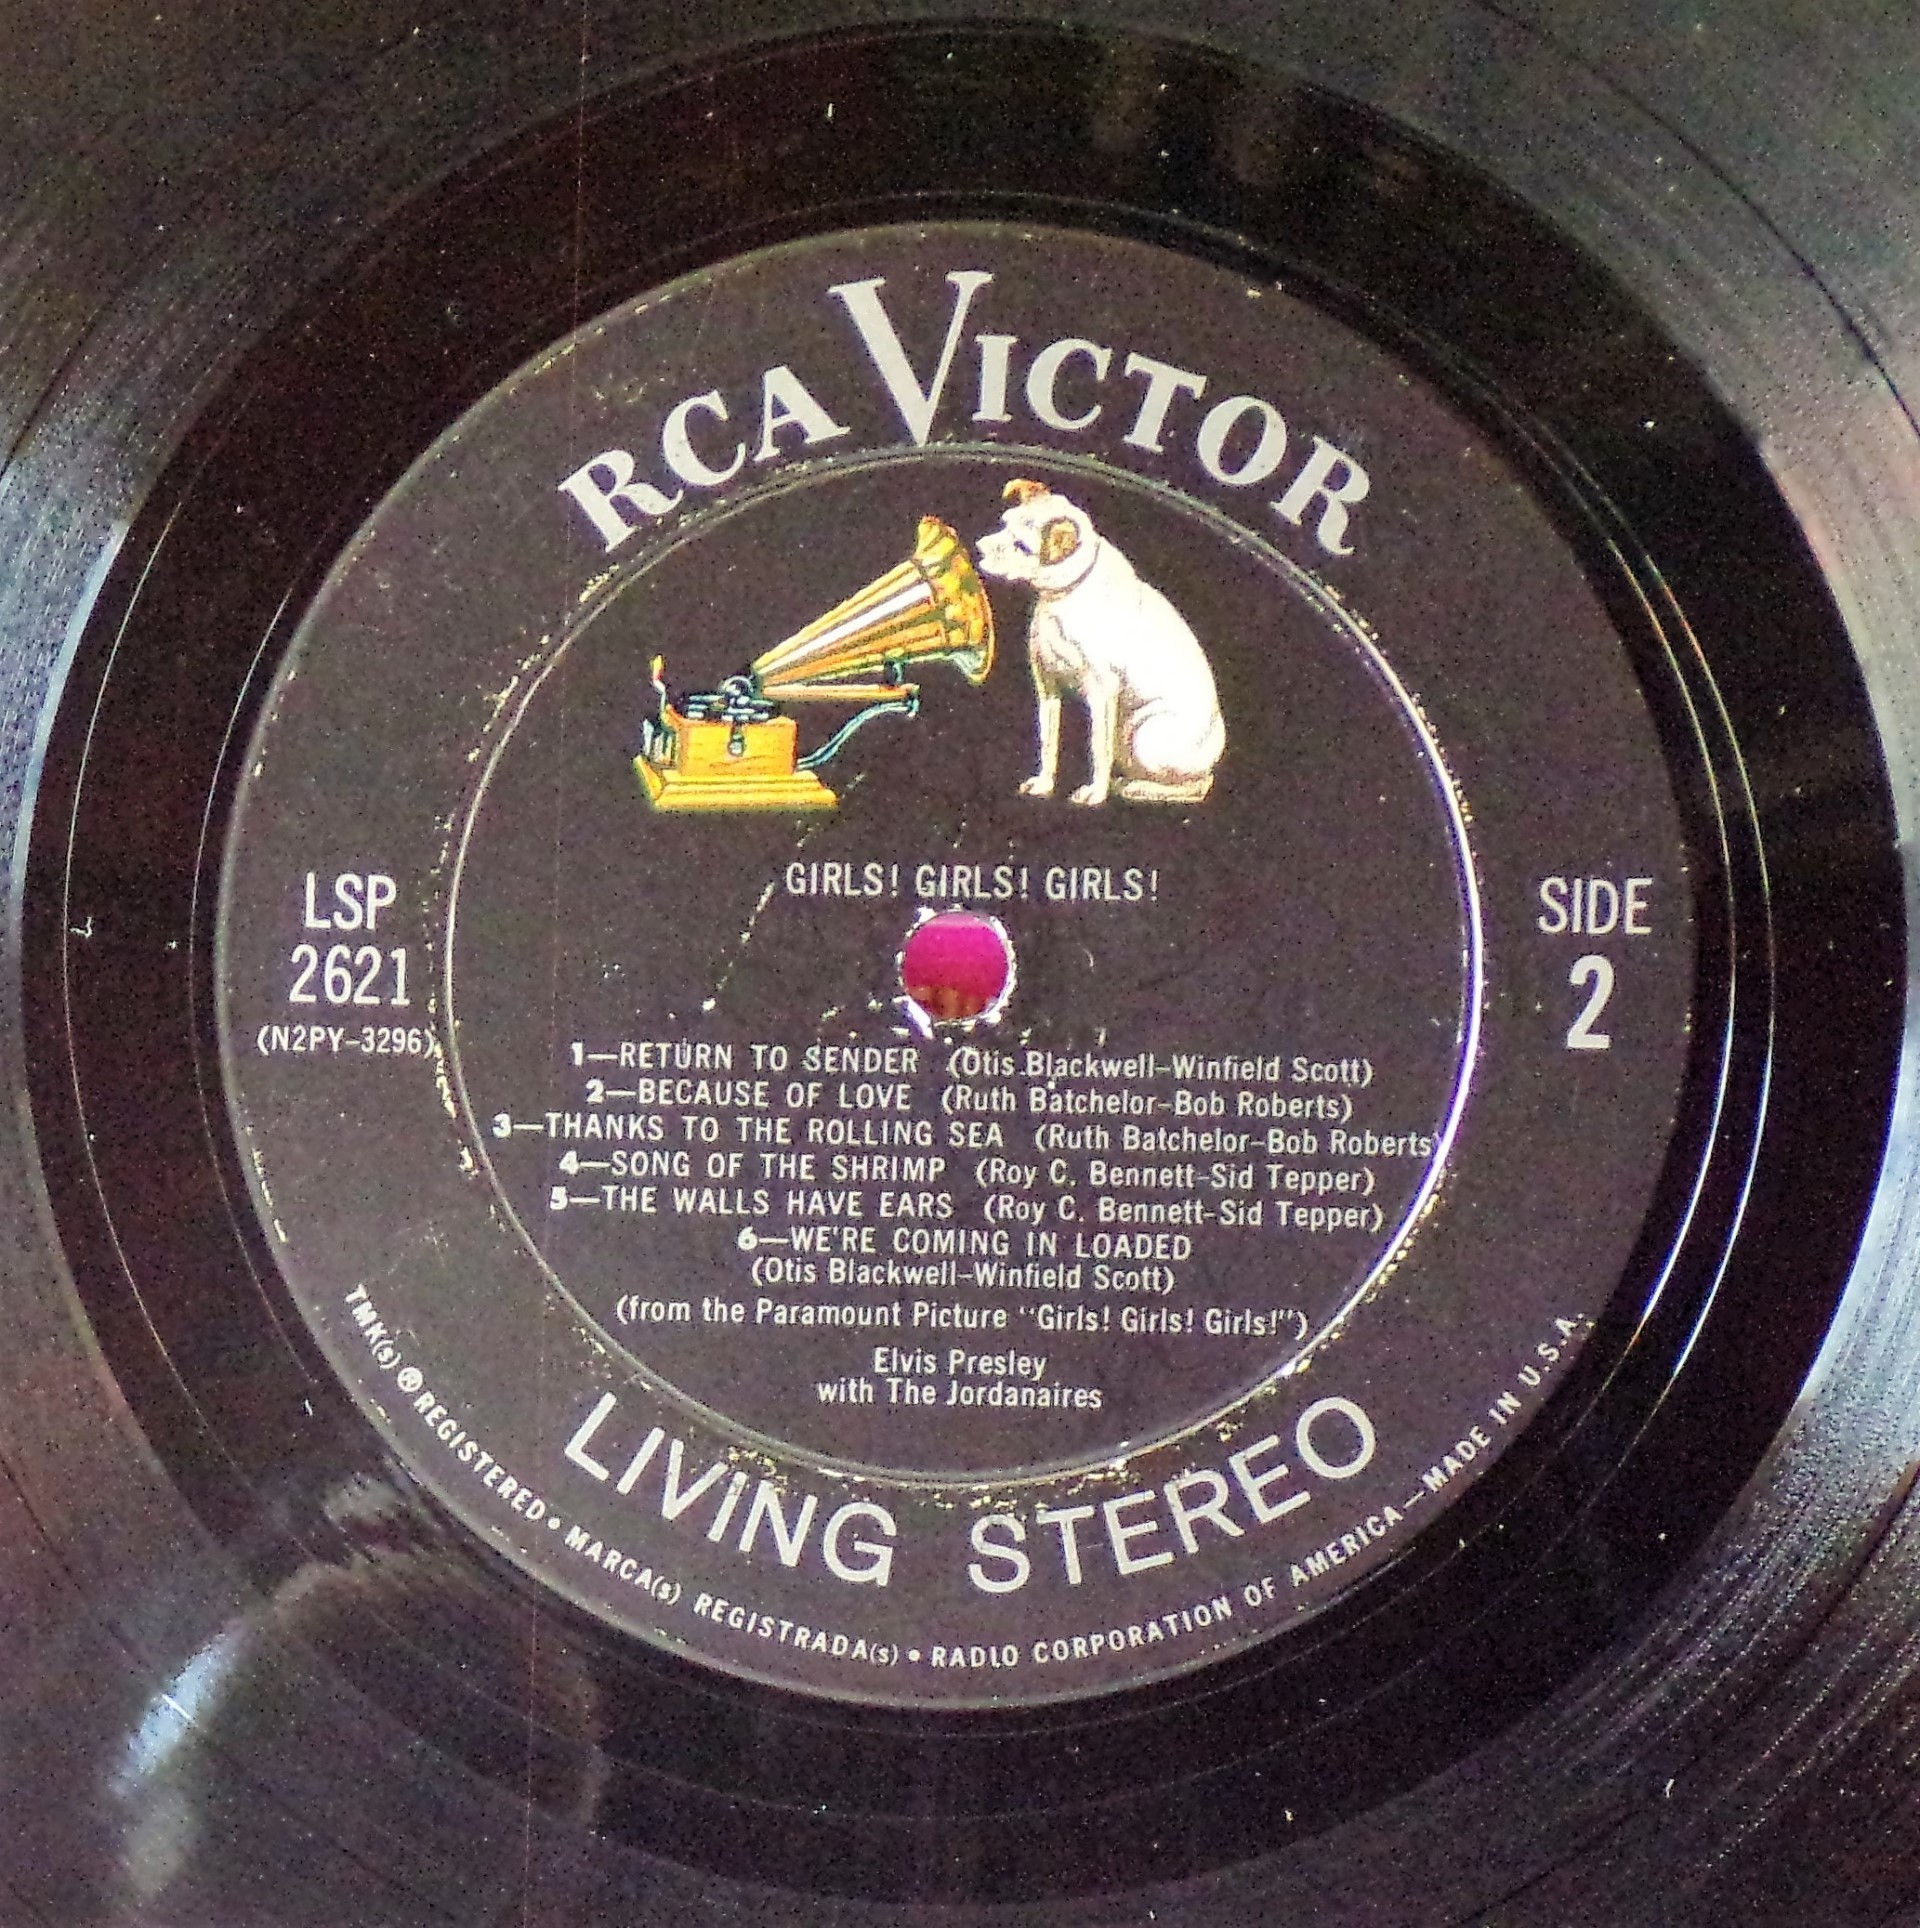 RCA VICTOR
GIRLS! GIRLS! GIRLS!
LSP
2621
(N2PY-3296)
SIDE
2
1—RETURN TO SENDER (Otis Blackwell-Winfield Scott)
2—BECAUSE OF LOVE (Ruth Batchelor-Bob Roberts)
3—THANKS TO THE ROLLING SEA (Ruth Batchelor-Bob Roberts)
4—SONG OF THE SHRIMP (Roy C. Bennett-Sid Tepper)
5—THE WALLS HAVE EARS (Roy C. Bennett-Sid Tepper)
6—WE'RE COMING IN LOADED
(Otis Blackwell-Winfield Scott)
(from the Paramount Picture "Girls! Girls! Girls!")
Elvis Presley
with The Jordanaires
LIVING STEREO
TMK(s) ® REGISTERED • MARCA(s) REGISTRADA(s) • RADIO CORPORATION OF AMERICA—MADE IN U.S.A.